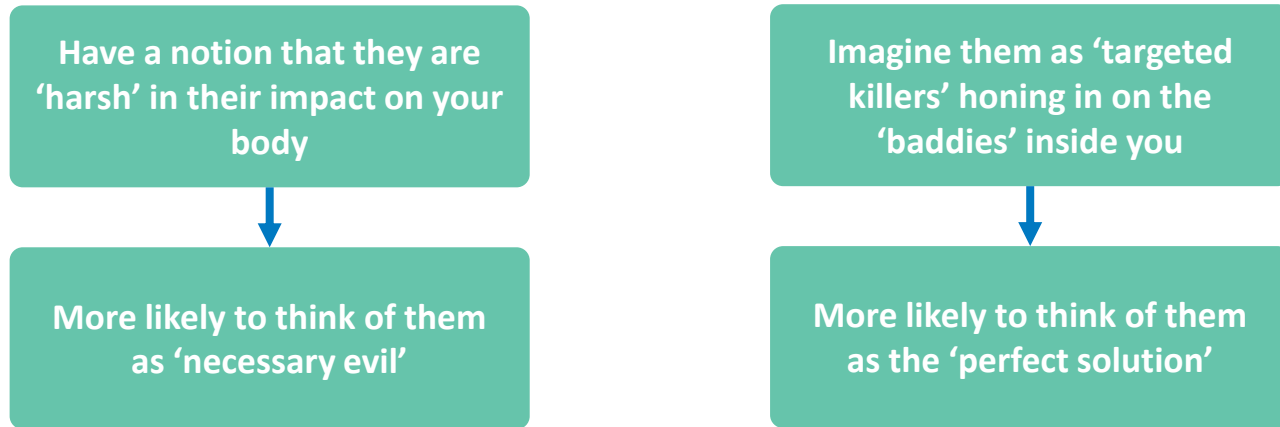 Have a notion that they are
‘harsh’ in their impact on your
body
More likely to think of them
as ‘necessary evil’
Imagine them as ‘targeted
killers’ honing in on the
‘baddies’ inside you
More likely to think of them
as the ‘perfect solution’